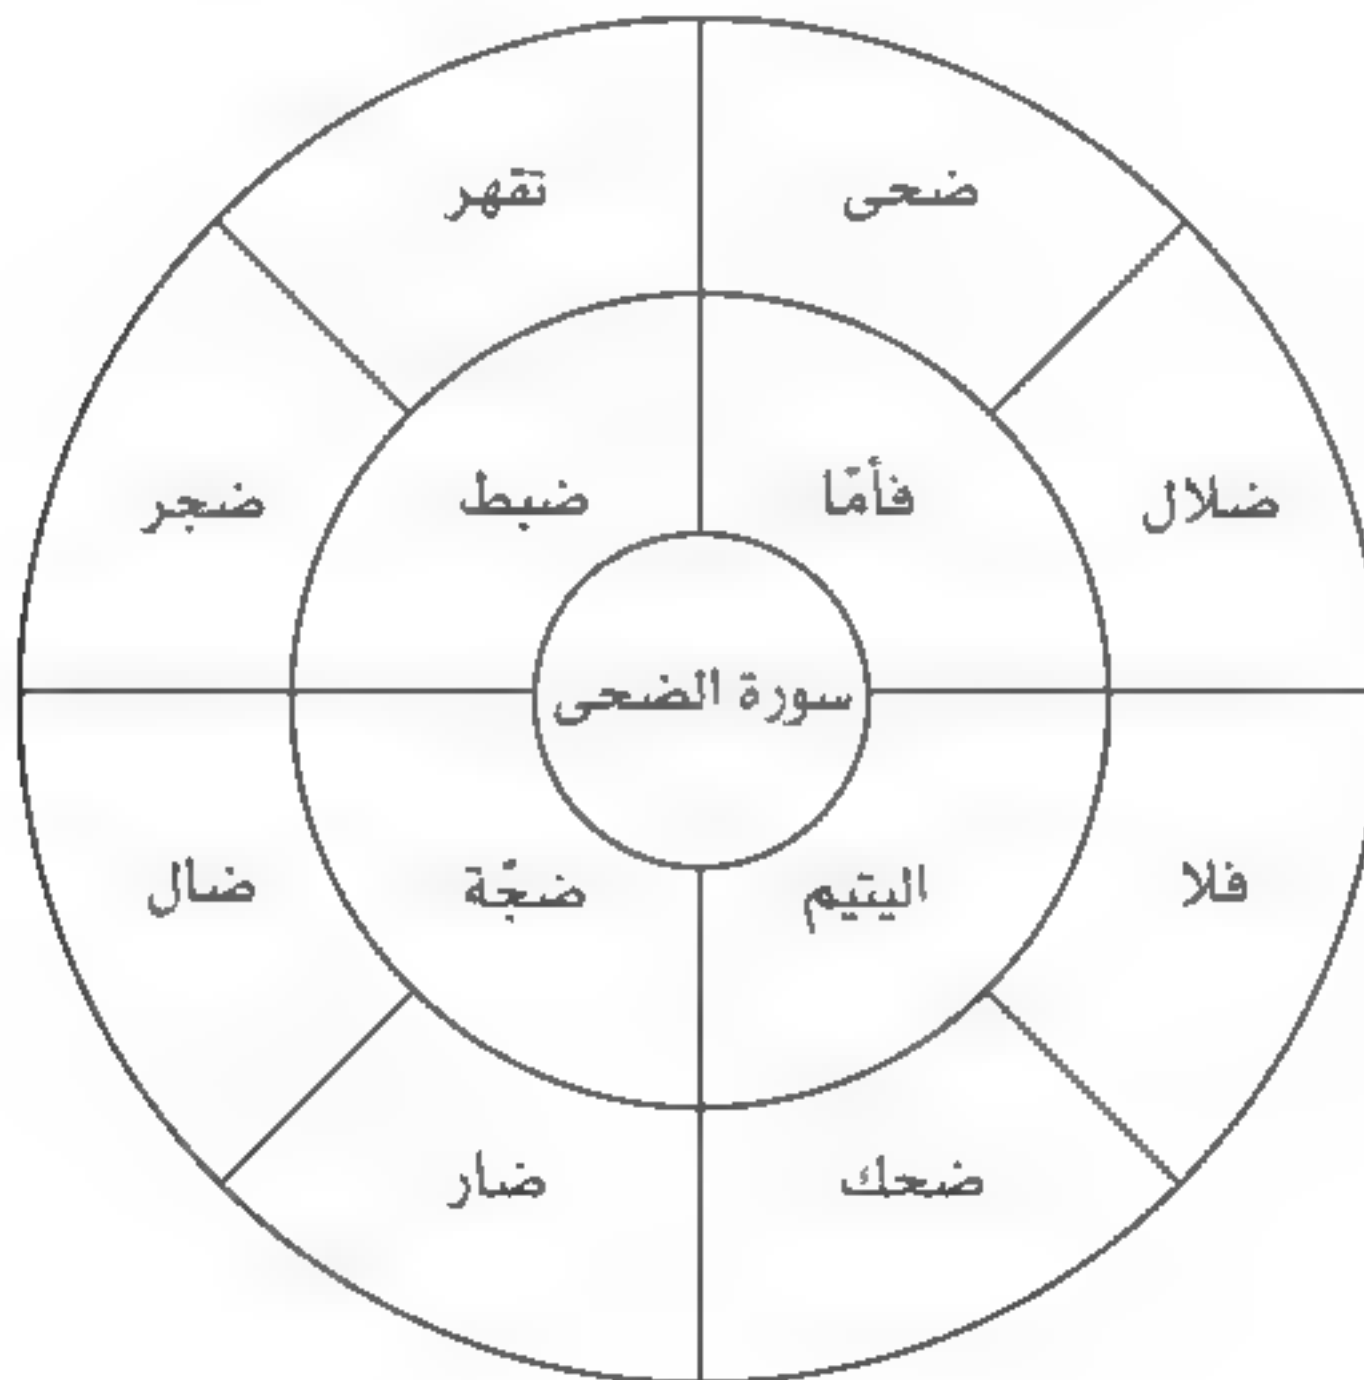 ضحى
تقهر
ضلال
فأمّا
ضبط
ضجر
سورة الضحى
فلا
اليتيم
ضجّة
ضال
ضحك
ضار